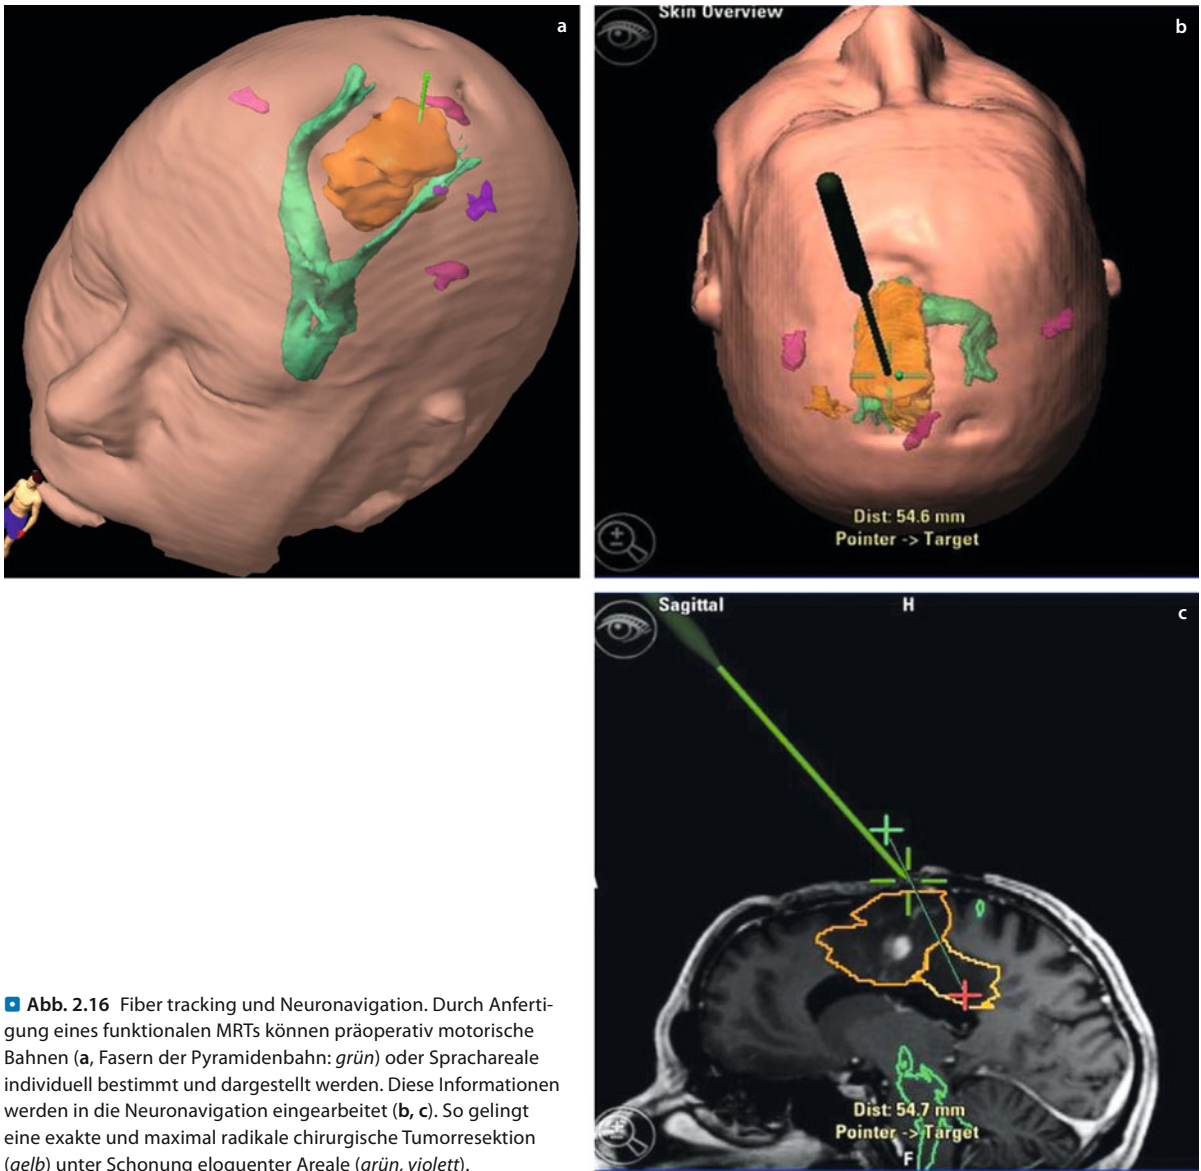 a
Skin Overview
b
Dist: 54.6 mm
Pointer -> Target
Sagittal
H
c
Dist: 54.7 mm
Pointer -> Target
F
Abb. 2.16 Fiber tracking und Neuronavigation. Durch Anferti-
gung eines funktionalen MRTs können präoperativ motorische
Bahnen (a, Fasern der Pyramidenbahn: grün) oder Sprachareale
individuell bestimmt und dargestellt werden. Diese Informationen
werden in die Neuronavigation eingearbeitet (b, c). So gelingt
eine exakte und maximal radikale chirurgische Tumorresektion
(gelb) unter Schonung eloquenter Areale (grün, violett).